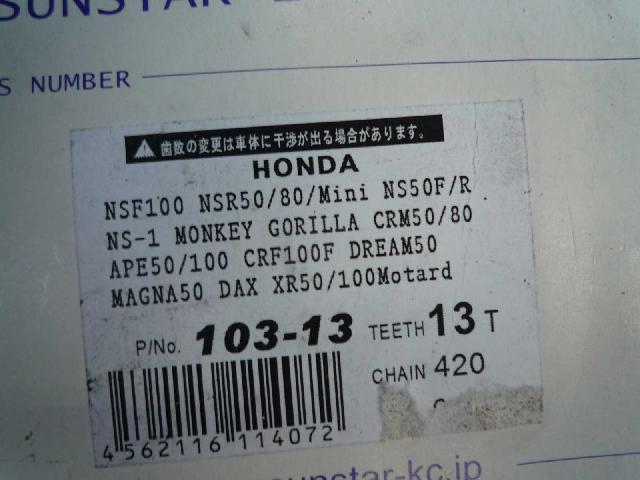 SUNSTAR
S NUMBER
歯数の変更は車体に干渉が出る場合があります。
HONDA
NSF100 NSR50/80/Mini NS50F/R
NS-1 MONKEY GORILLA CRM50/80
APE50/100 CRF100F DREAM50
MAGNA50 DAX XR50/100Motard
P/No. 103-13 TEETH 13 T
CHAIN 420
4562116 114072
sunstar-kc.jp